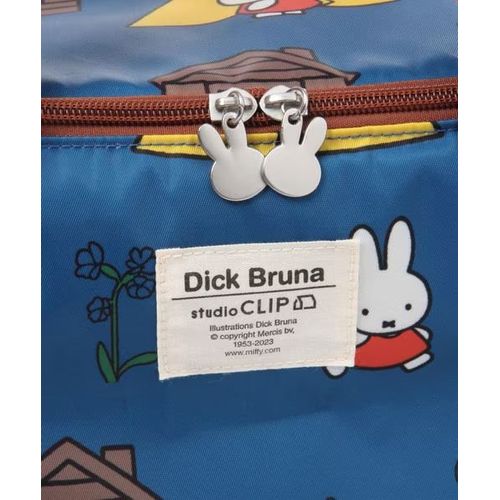 Dick Bruna
studio CLIP
Illustrations Dick Bruna
© copyright Mercis bv,
1953-2023
www.miffy.com